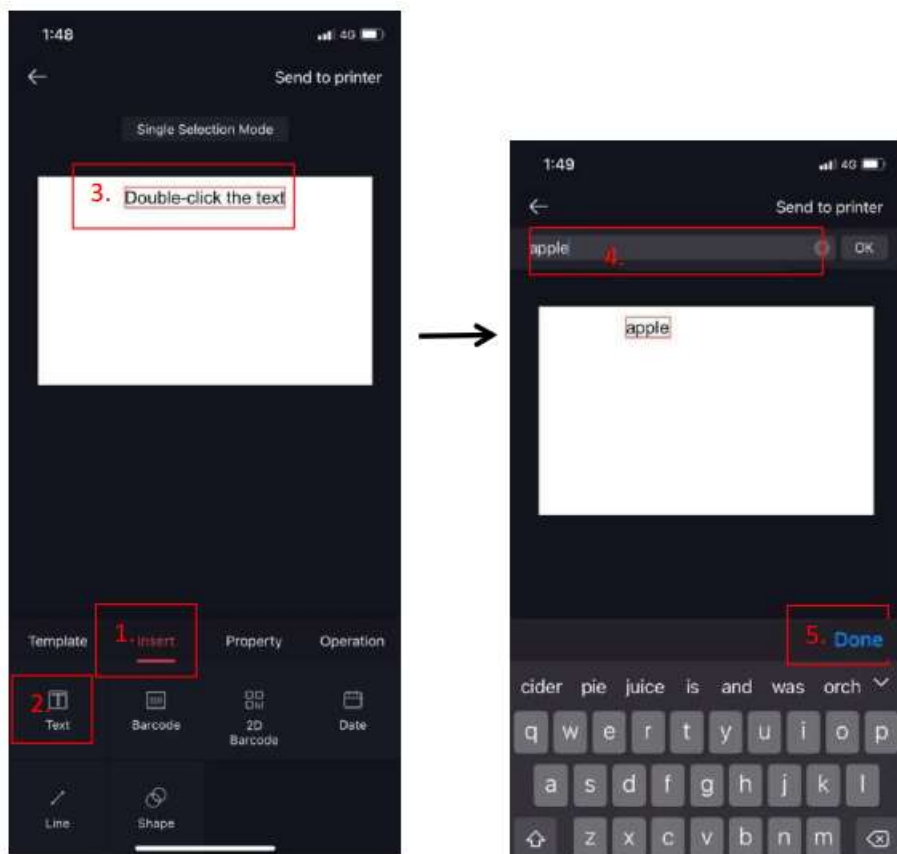 1:48
4G
Send to printer
Single Selection Mode
3.
Double-click the text
Template
1.
Insert
Property
Operation
2.
Text
Barcode
2D
Barcode
Date
Line
Shape
1:49
4G
Send to printer
apple
4.
OK
apple
5.
Done
cider pie juice is and was orch
q w e r t y u i o p
a s d f g h j k l
z x c v b n m